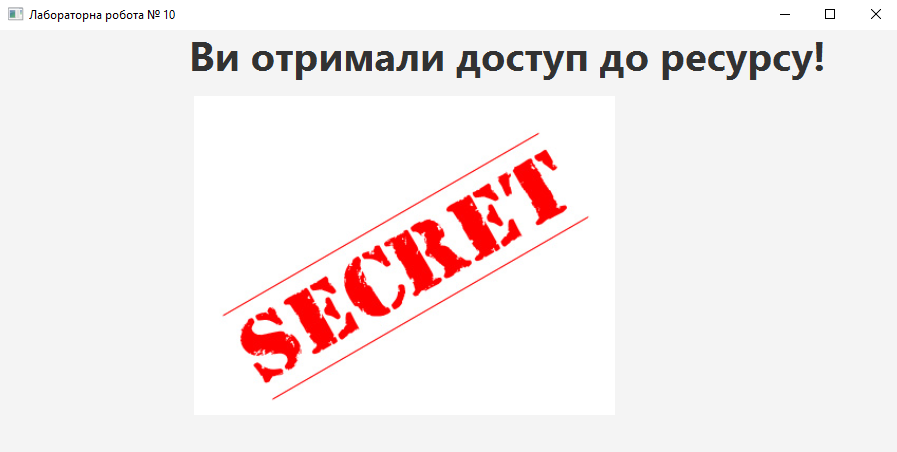 Лабораторна робота № 10
Ви отримали доступ до ресурсу!
SECRET